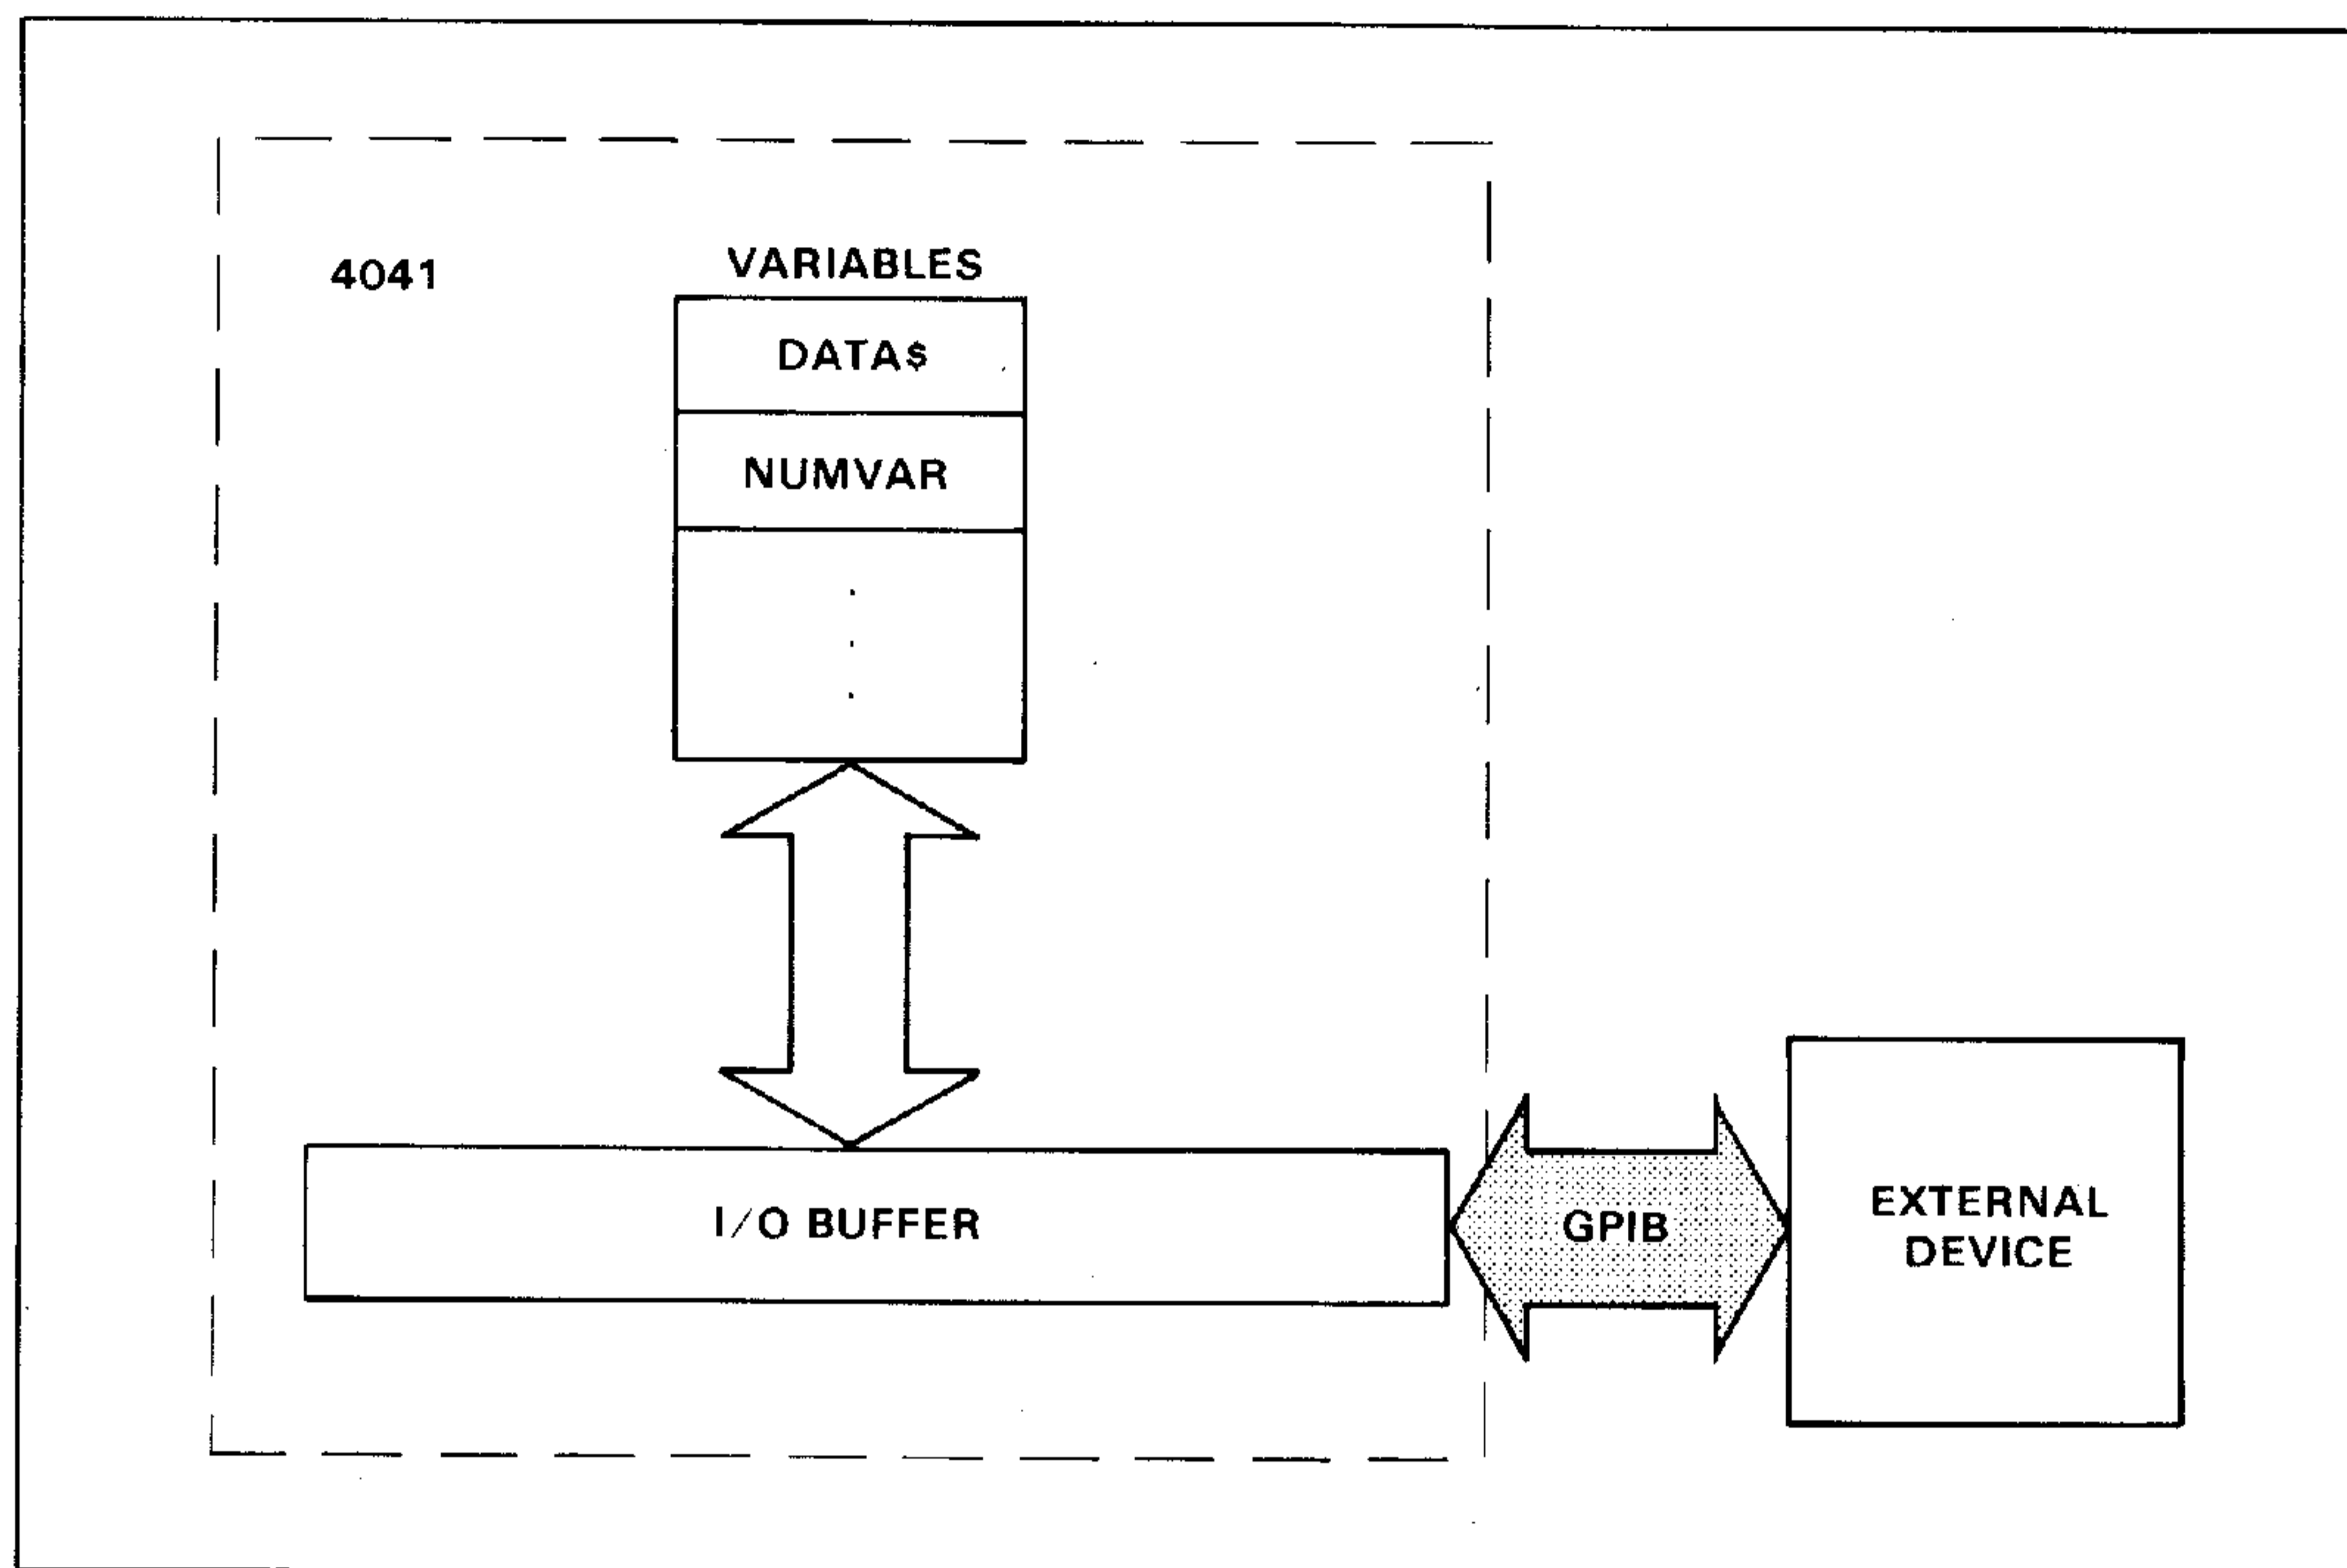 4041
VARIABLES
DATA$
NUMVAR
I/O BUFFER
GPIB
EXTERNAL
DEVICE